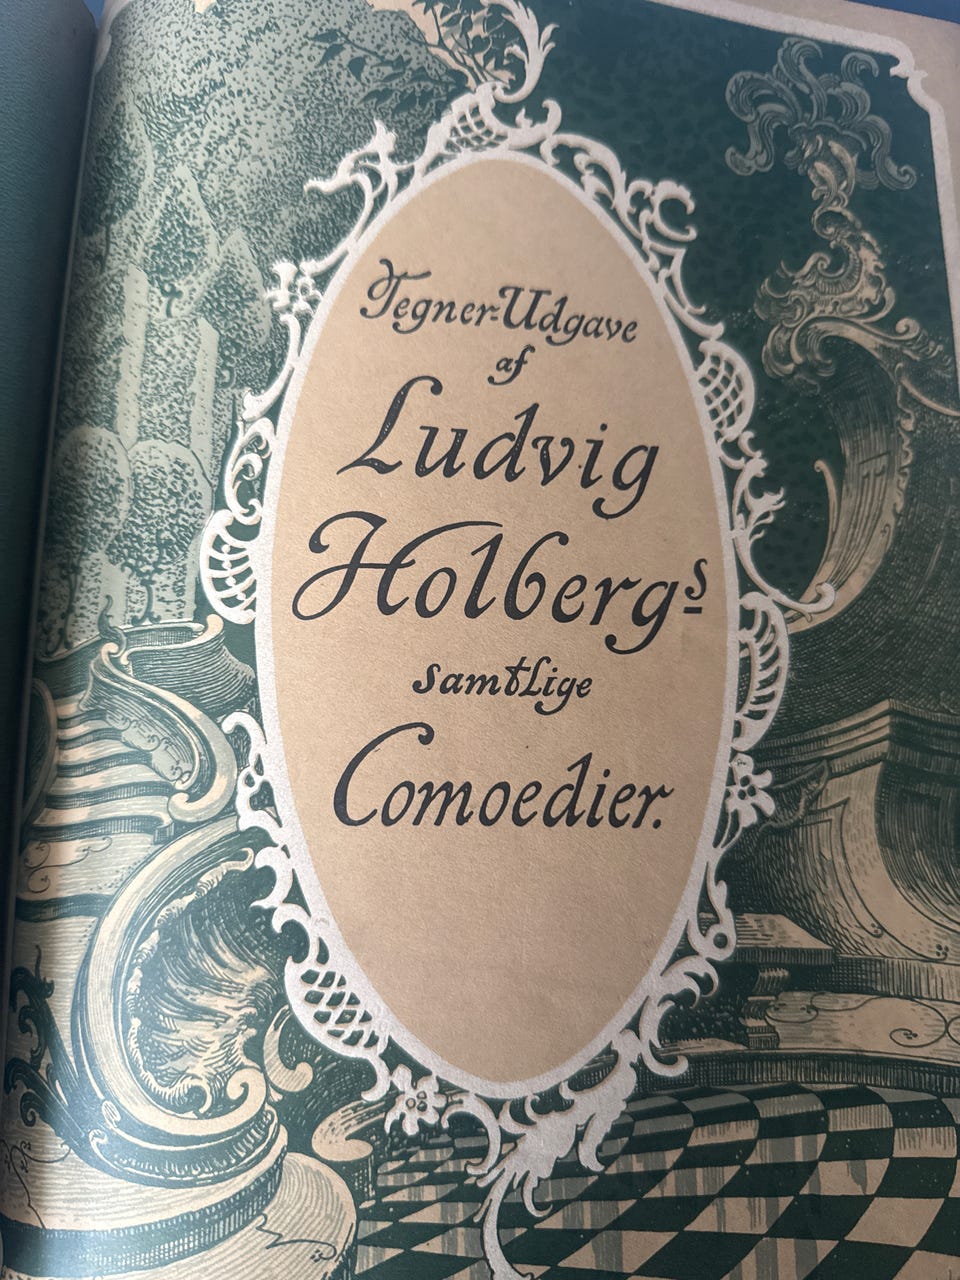 Tegner-Udgave
af
Ludvig
Holbergs
samtlige
Comoedier.